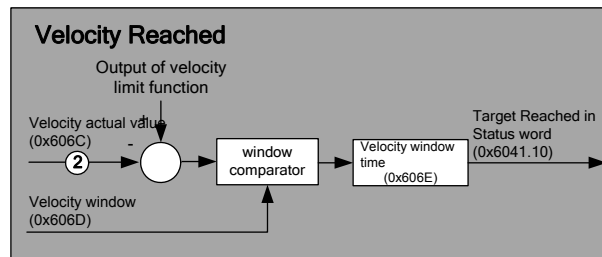 Velocity Reached
Output of velocity
limit function
+
Velocity actual value
(0x606C)
-
2
window
comparator
Velocity window
time
(0x606E)
Target Reached in
Status word
(0x6041.10)
Velocity window
(0x606D)